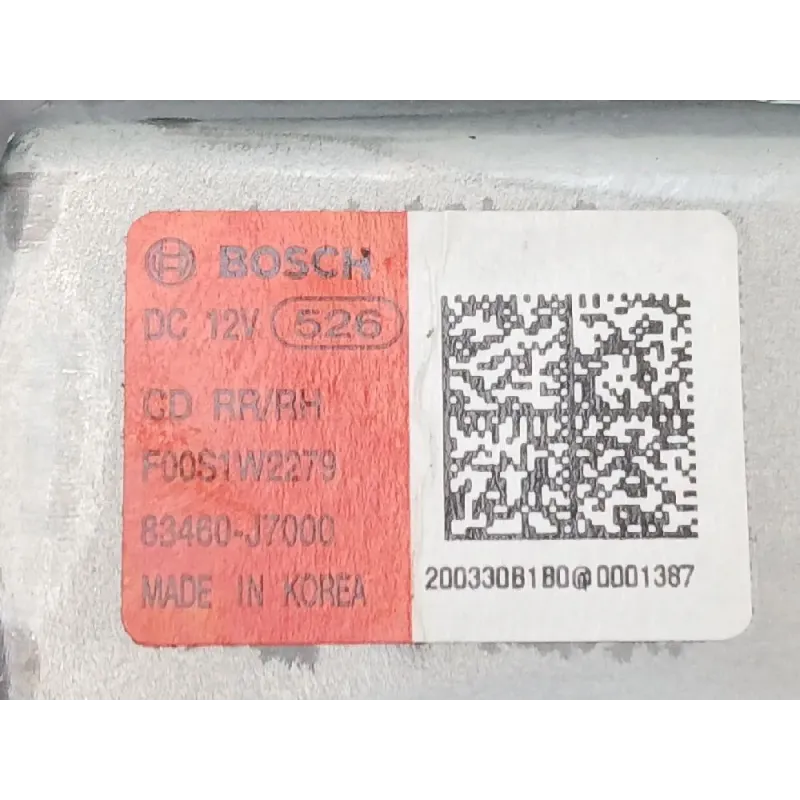 BOSCH
DC 12V 526
CD RR/RH
F00S1W2279
83460-J7000
MADE IN KOREA
200330B1B0@0001387